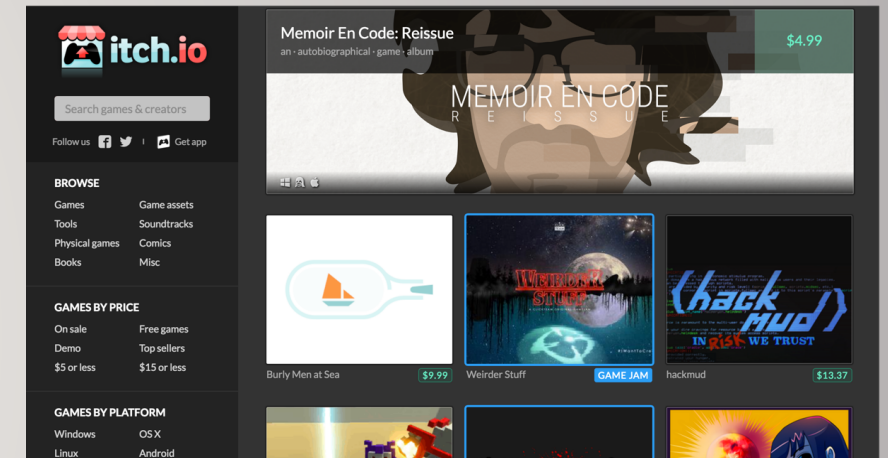 itch.io
Search games & creators
Follow us
Get app
BROWSE
Games Game assets
Tools Soundtracks
Physical games Comics
Books Misc
GAMES BY PRICE
On sale Free games
Demo Top sellers
$5 or less $15 or less
GAMES BY PLATFORM
Windows OS X
Linux Android
Memoir En Code: Reissue
an · autobiographical · game · album
$4.99
MEMOIR EN CODE
REISSUE
Burly Men at Sea $9.99
WEIRDER
STUFF
Weirder Stuff GAME JAM
hack
mud
IN RISK WE TRUST
hackmud $13.37